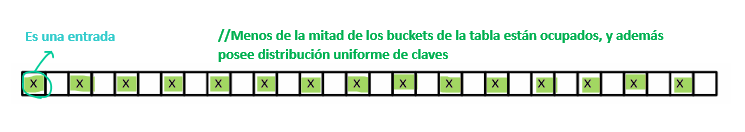 Es una entrada
//Menos de la mitad de los buckets de la tabla están ocupados, y además
posee distribución uniforme de claves
X X X X X X X X X X X X X X X